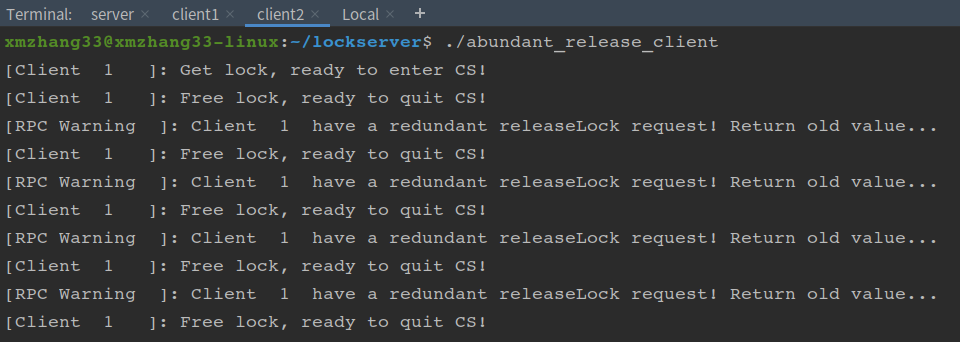 Terminal: server × client1 × client2 × Local × +
xmzhang33@xmzhang33-linux:~/lockserver$ ./abundant_release_client
[Client  1   ]: Get lock, ready to enter CS!
[Client  1   ]: Free lock, ready to quit CS!
[RPC Warning  ]: Client  1  have a redundant releaseLock request! Return old value...
[Client  1   ]: Free lock, ready to quit CS!
[RPC Warning  ]: Client  1  have a redundant releaseLock request! Return old value...
[Client  1   ]: Free lock, ready to quit CS!
[RPC Warning  ]: Client  1  have a redundant releaseLock request! Return old value...
[Client  1   ]: Free lock, ready to quit CS!
[RPC Warning  ]: Client  1  have a redundant releaseLock request! Return old value...
[Client  1   ]: Free lock, ready to quit CS!